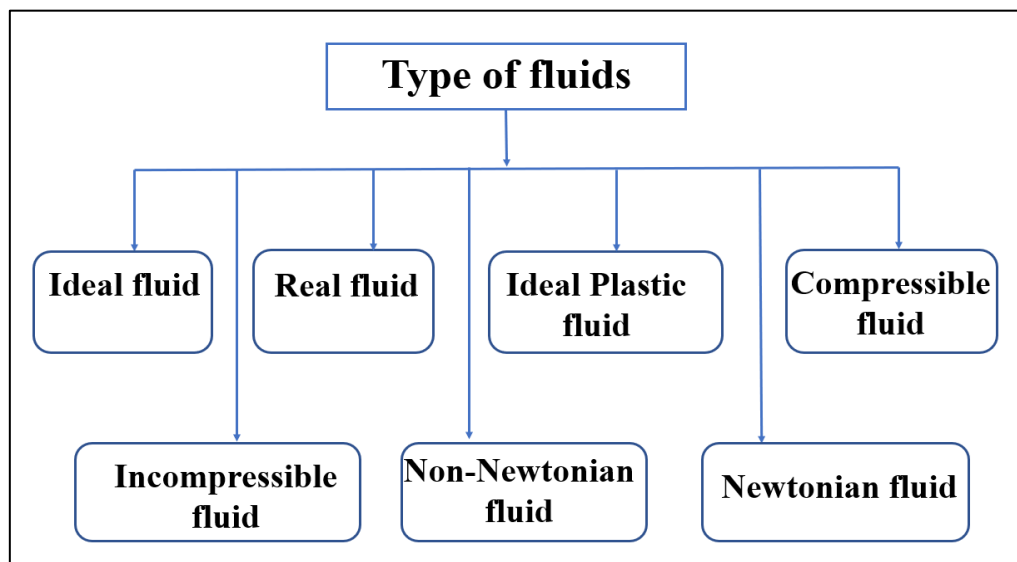 Type of fluids
Ideal fluid
Real fluid
Ideal Plastic
fluid
Compressible
fluid
Incompressible
fluid
Non-Newtonian
fluid
Newtonian fluid